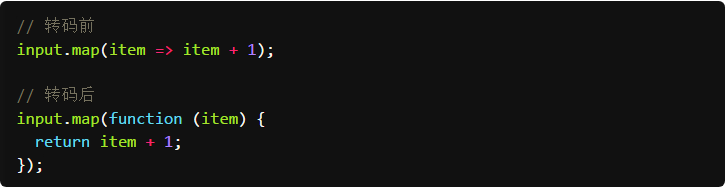 // 转码前
input.map(item => item + 1);
// 转码后
input.map(function (item) {
  return item + 1;
});